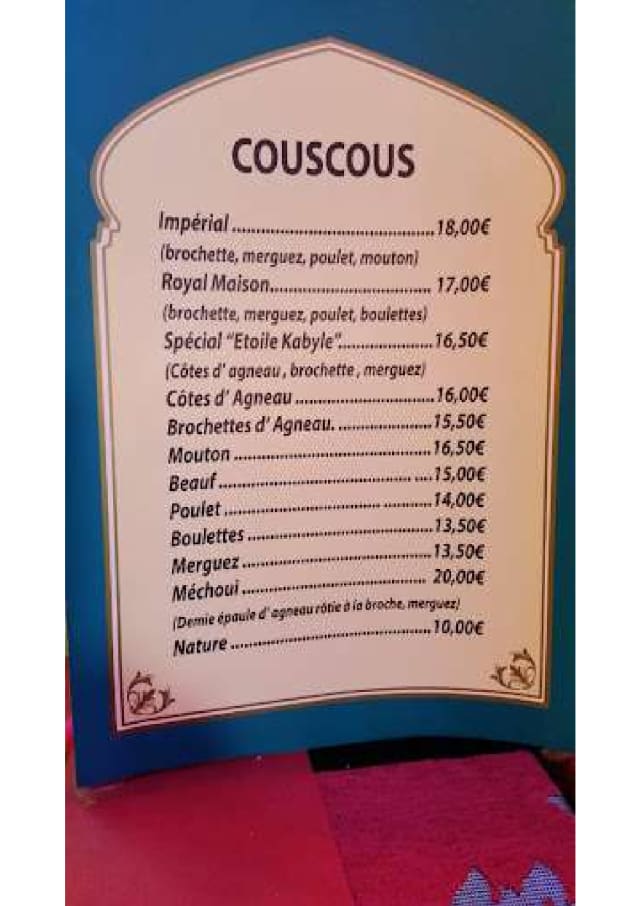 COUSCOUS
Impérial ........................................ 18,00€
(brochette, merguez, poulet, mouton)
Royal Maison................................ 17,00€
(brochette, merguez, poulet, boulettes)
Spécial "Etoile Kabyle"................... 16,50€
(Côtes d' agneau , brochette , merguez)
Côtes d' Agneau ............................ 16,00€
Brochettes d' Agneau. ................... 15,50€
Mouton ........................................ 16,50€
Beauf ........................................... 15,00€
Poulet .......................................... 14,00€
Boulettes ..................................... 13,50€
Merguez ...................................... 13,50€
Méchoui ...................................... 20,00€
(Demie épaule d' agneau rôtie à la broche, merguez)
Nature ......................................... 10,00€